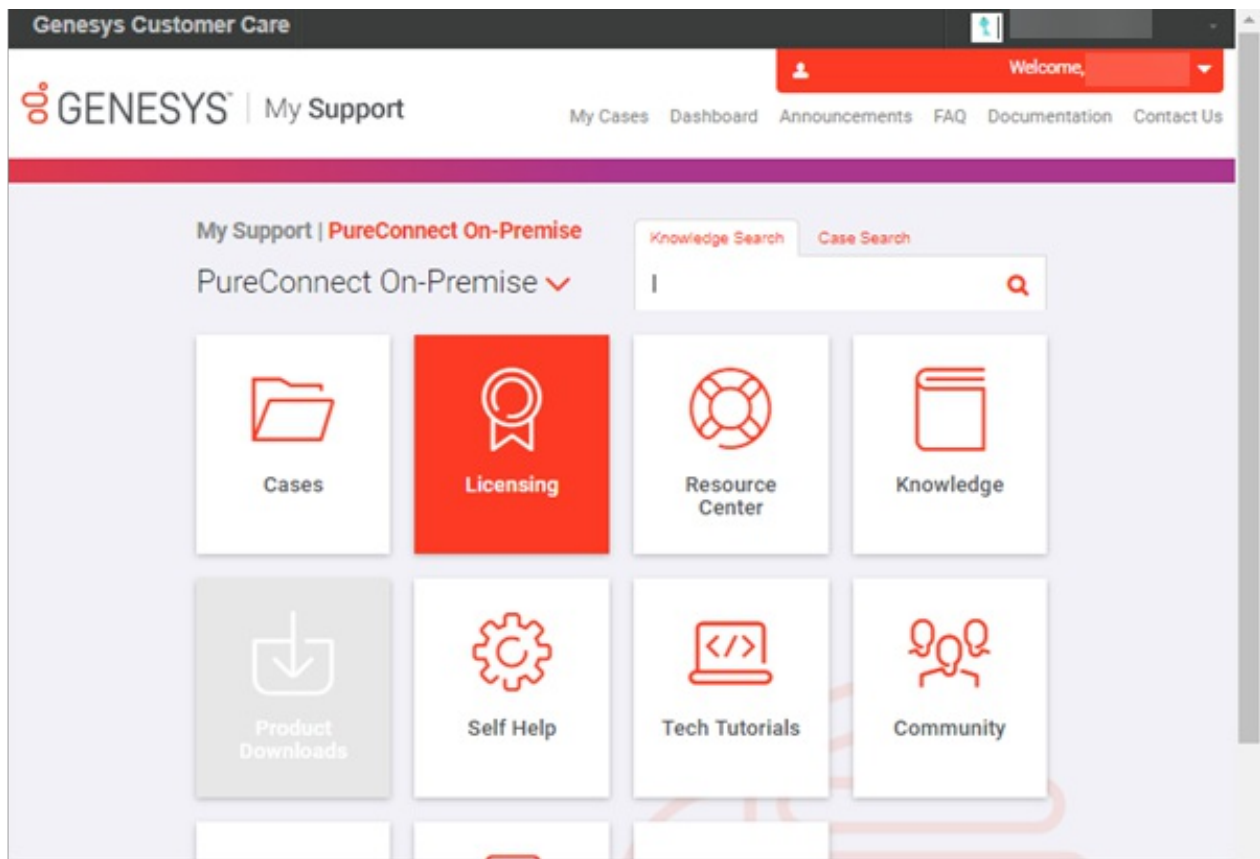 Genesys Customer Care
Welcome,
GENESYS™ | My Support
My Cases Dashboard Announcements FAQ Documentation Contact Us
My Support | PureConnect On-Premise
Knowledge Search Case Search
PureConnect On-Premise
Cases
Licensing
Resource
Center
Knowledge
</>
Product
Downloads
Self Help
Tech Tutorials
Community